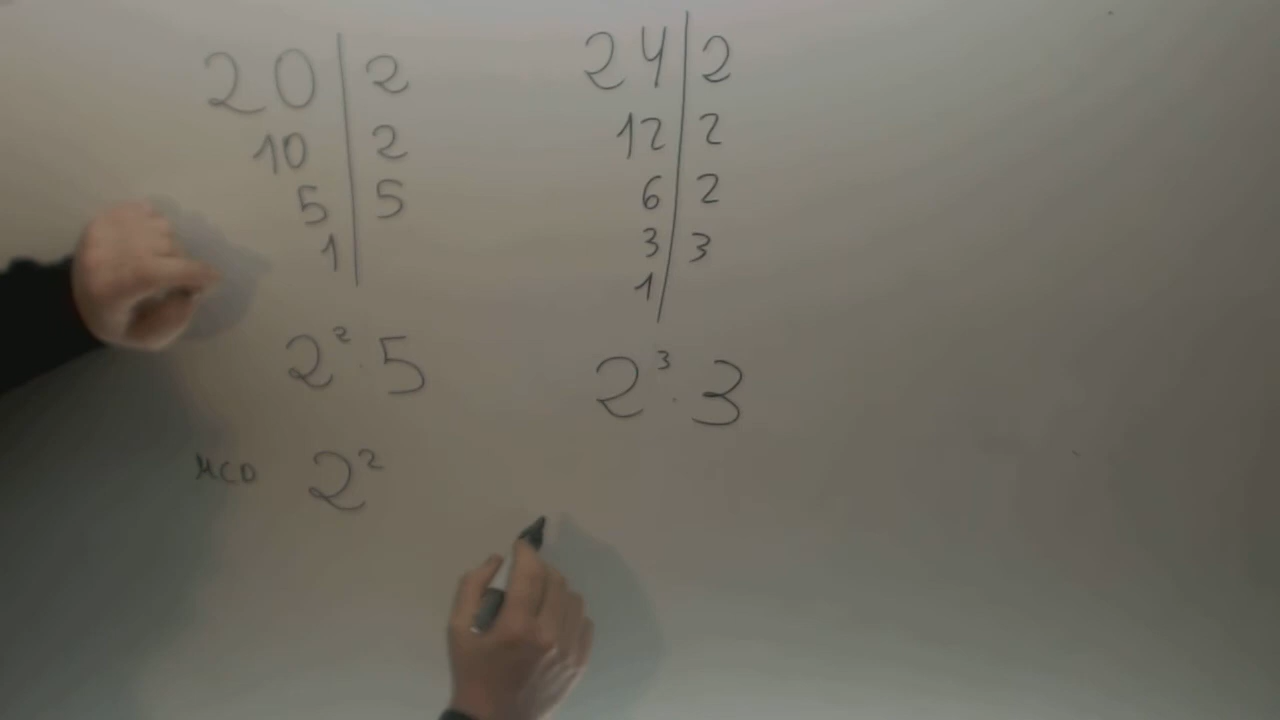 20 | 2
10 | 2
5 | 5
1 |
2² · 5
24 | 2
12 | 2
6 | 2
3 | 3
1 |
2³ · 3
MCD 2²